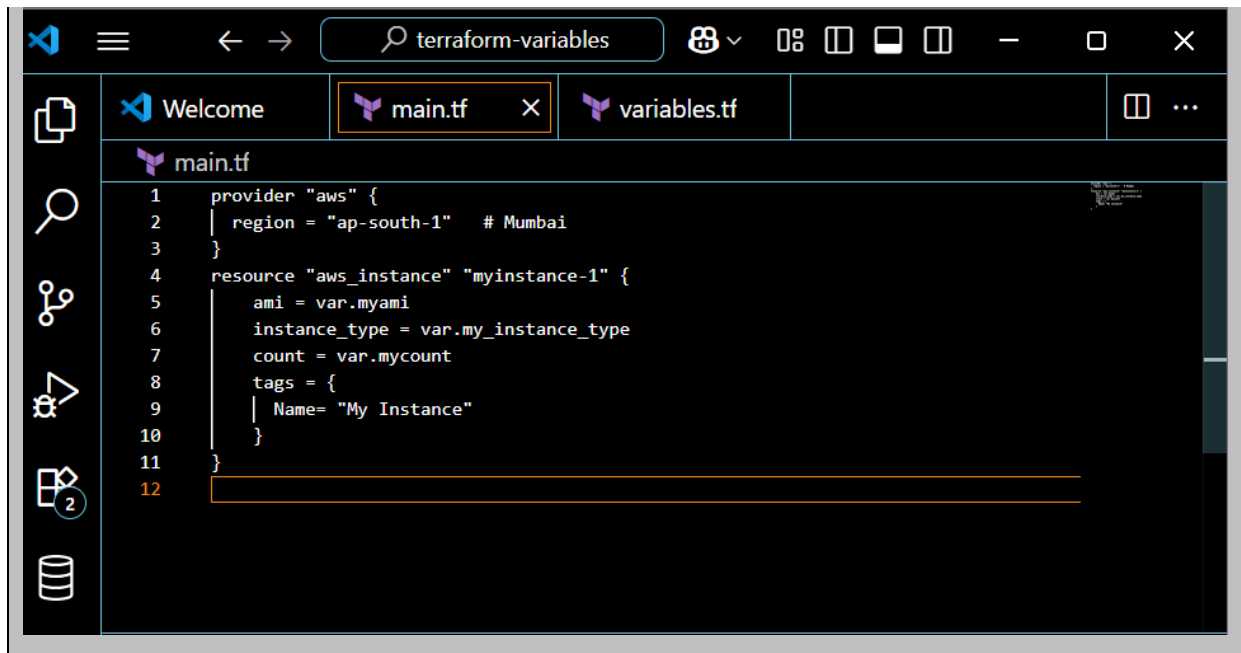 terraform-variables
Welcome
main.tf
variables.tf
main.tf
1 provider "aws" {
2 region = "ap-south-1" # Mumbai
3 }
4 resource "aws_instance" "myinstance-1" {
5 ami = var.myami
6 instance_type = var.my_instance_type
7 count = var.mycount
8 tags = {
9 Name= "My Instance"
10 }
11 }
12
2